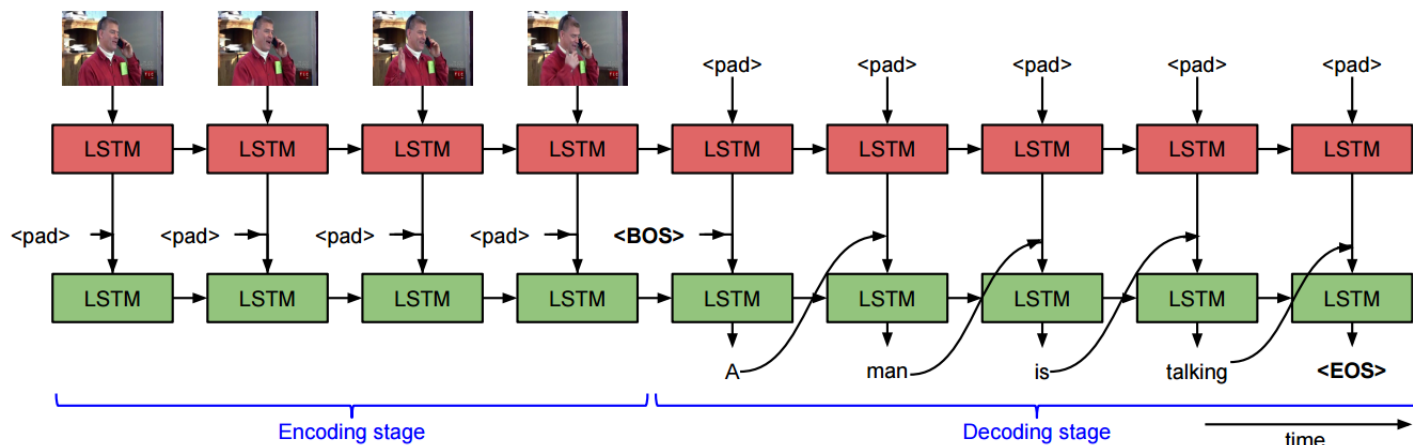 <pad> <pad> <pad> <pad> <pad>
LSTM LSTM LSTM LSTM LSTM LSTM LSTM LSTM LSTM
<pad> <pad> <pad> <pad> <BOS>
LSTM LSTM LSTM LSTM LSTM LSTM LSTM LSTM LSTM
A man is talking <EOS>
Encoding stage Decoding stage time